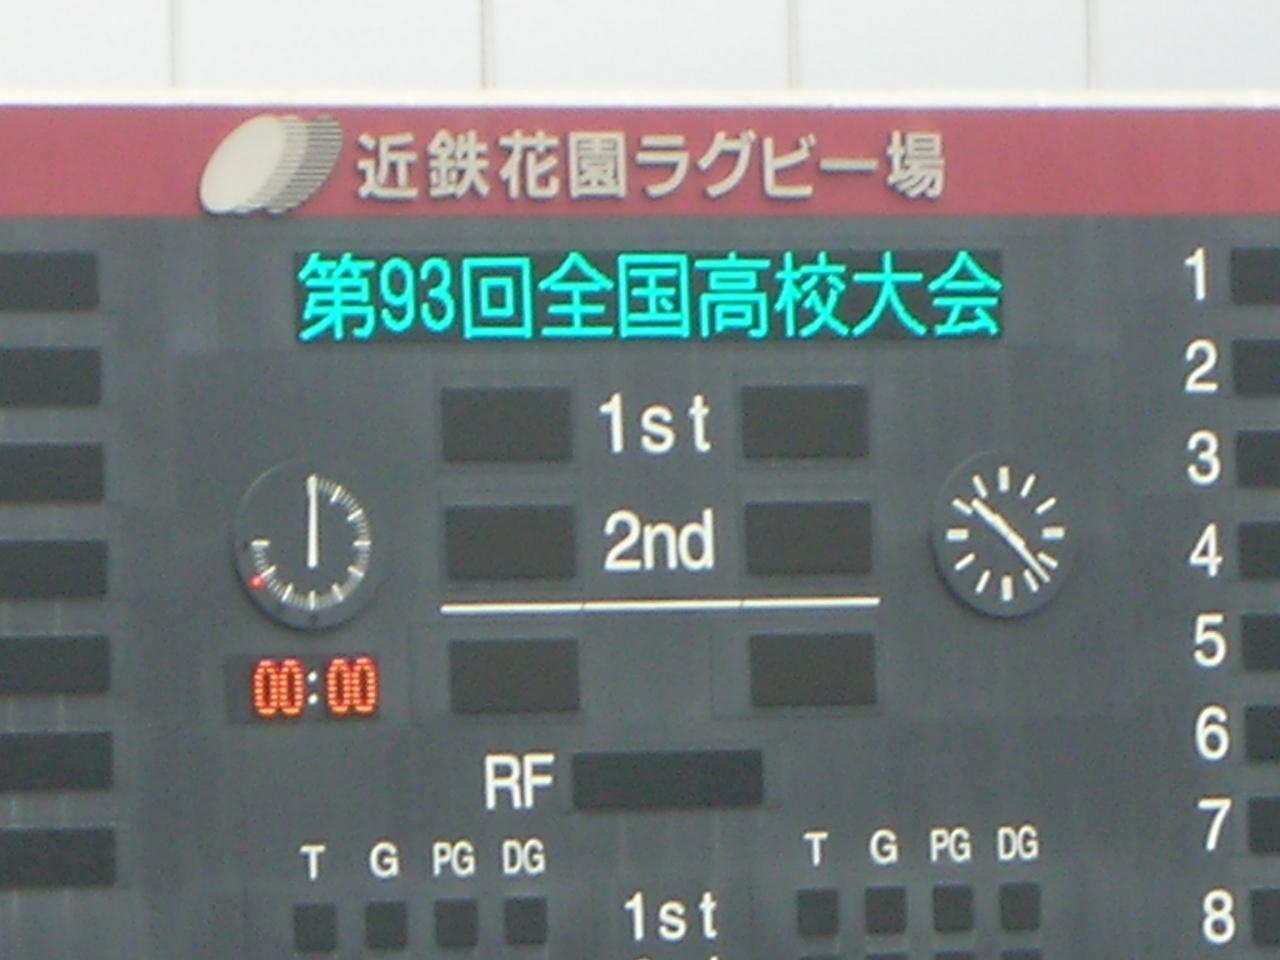 近鉄花園ラグビー場
第93回全国高校大会
1
2
1st
3
2nd
4
5
00:00
6
RF
7
T G PG DG T G PG DG
1st
8